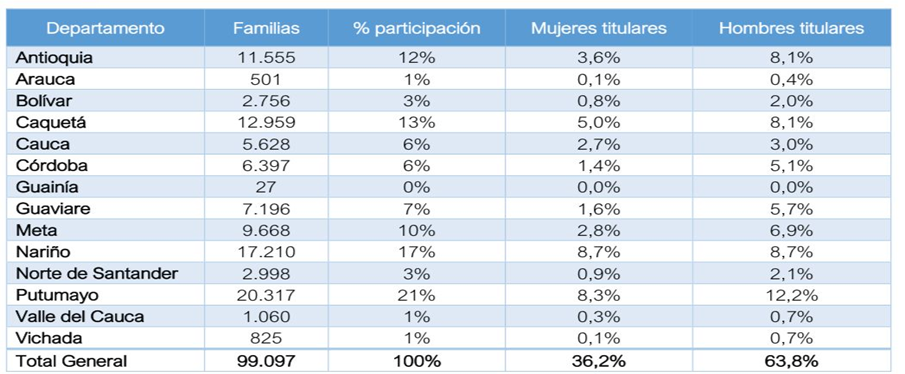 Departamento Familias % participación Mujeres titulares Hombres titulares
Antioquia 11.555 12% 3,6% 8,1%
Arauca 501 1% 0,1% 0,4%
Bolívar 2.756 3% 0,8% 2,0%
Caquetá 12.959 13% 5,0% 8,1%
Cauca 5.628 6% 2,7% 3,0%
Córdoba 6.397 6% 1,4% 5,1%
Guainía 27 0% 0,0% 0,0%
Guaviare 7.196 7% 1,6% 5,7%
Meta 9.668 10% 2,8% 6,9%
Nariño 17.210 17% 8,7% 8,7%
Norte de Santander 2.998 3% 0,9% 2,1%
Putumayo 20.317 21% 8,3% 12,2%
Valle del Cauca 1.060 1% 0,3% 0,7%
Vichada 825 1% 0,1% 0,7%
Total General 99.097 100% 36,2% 63,8%